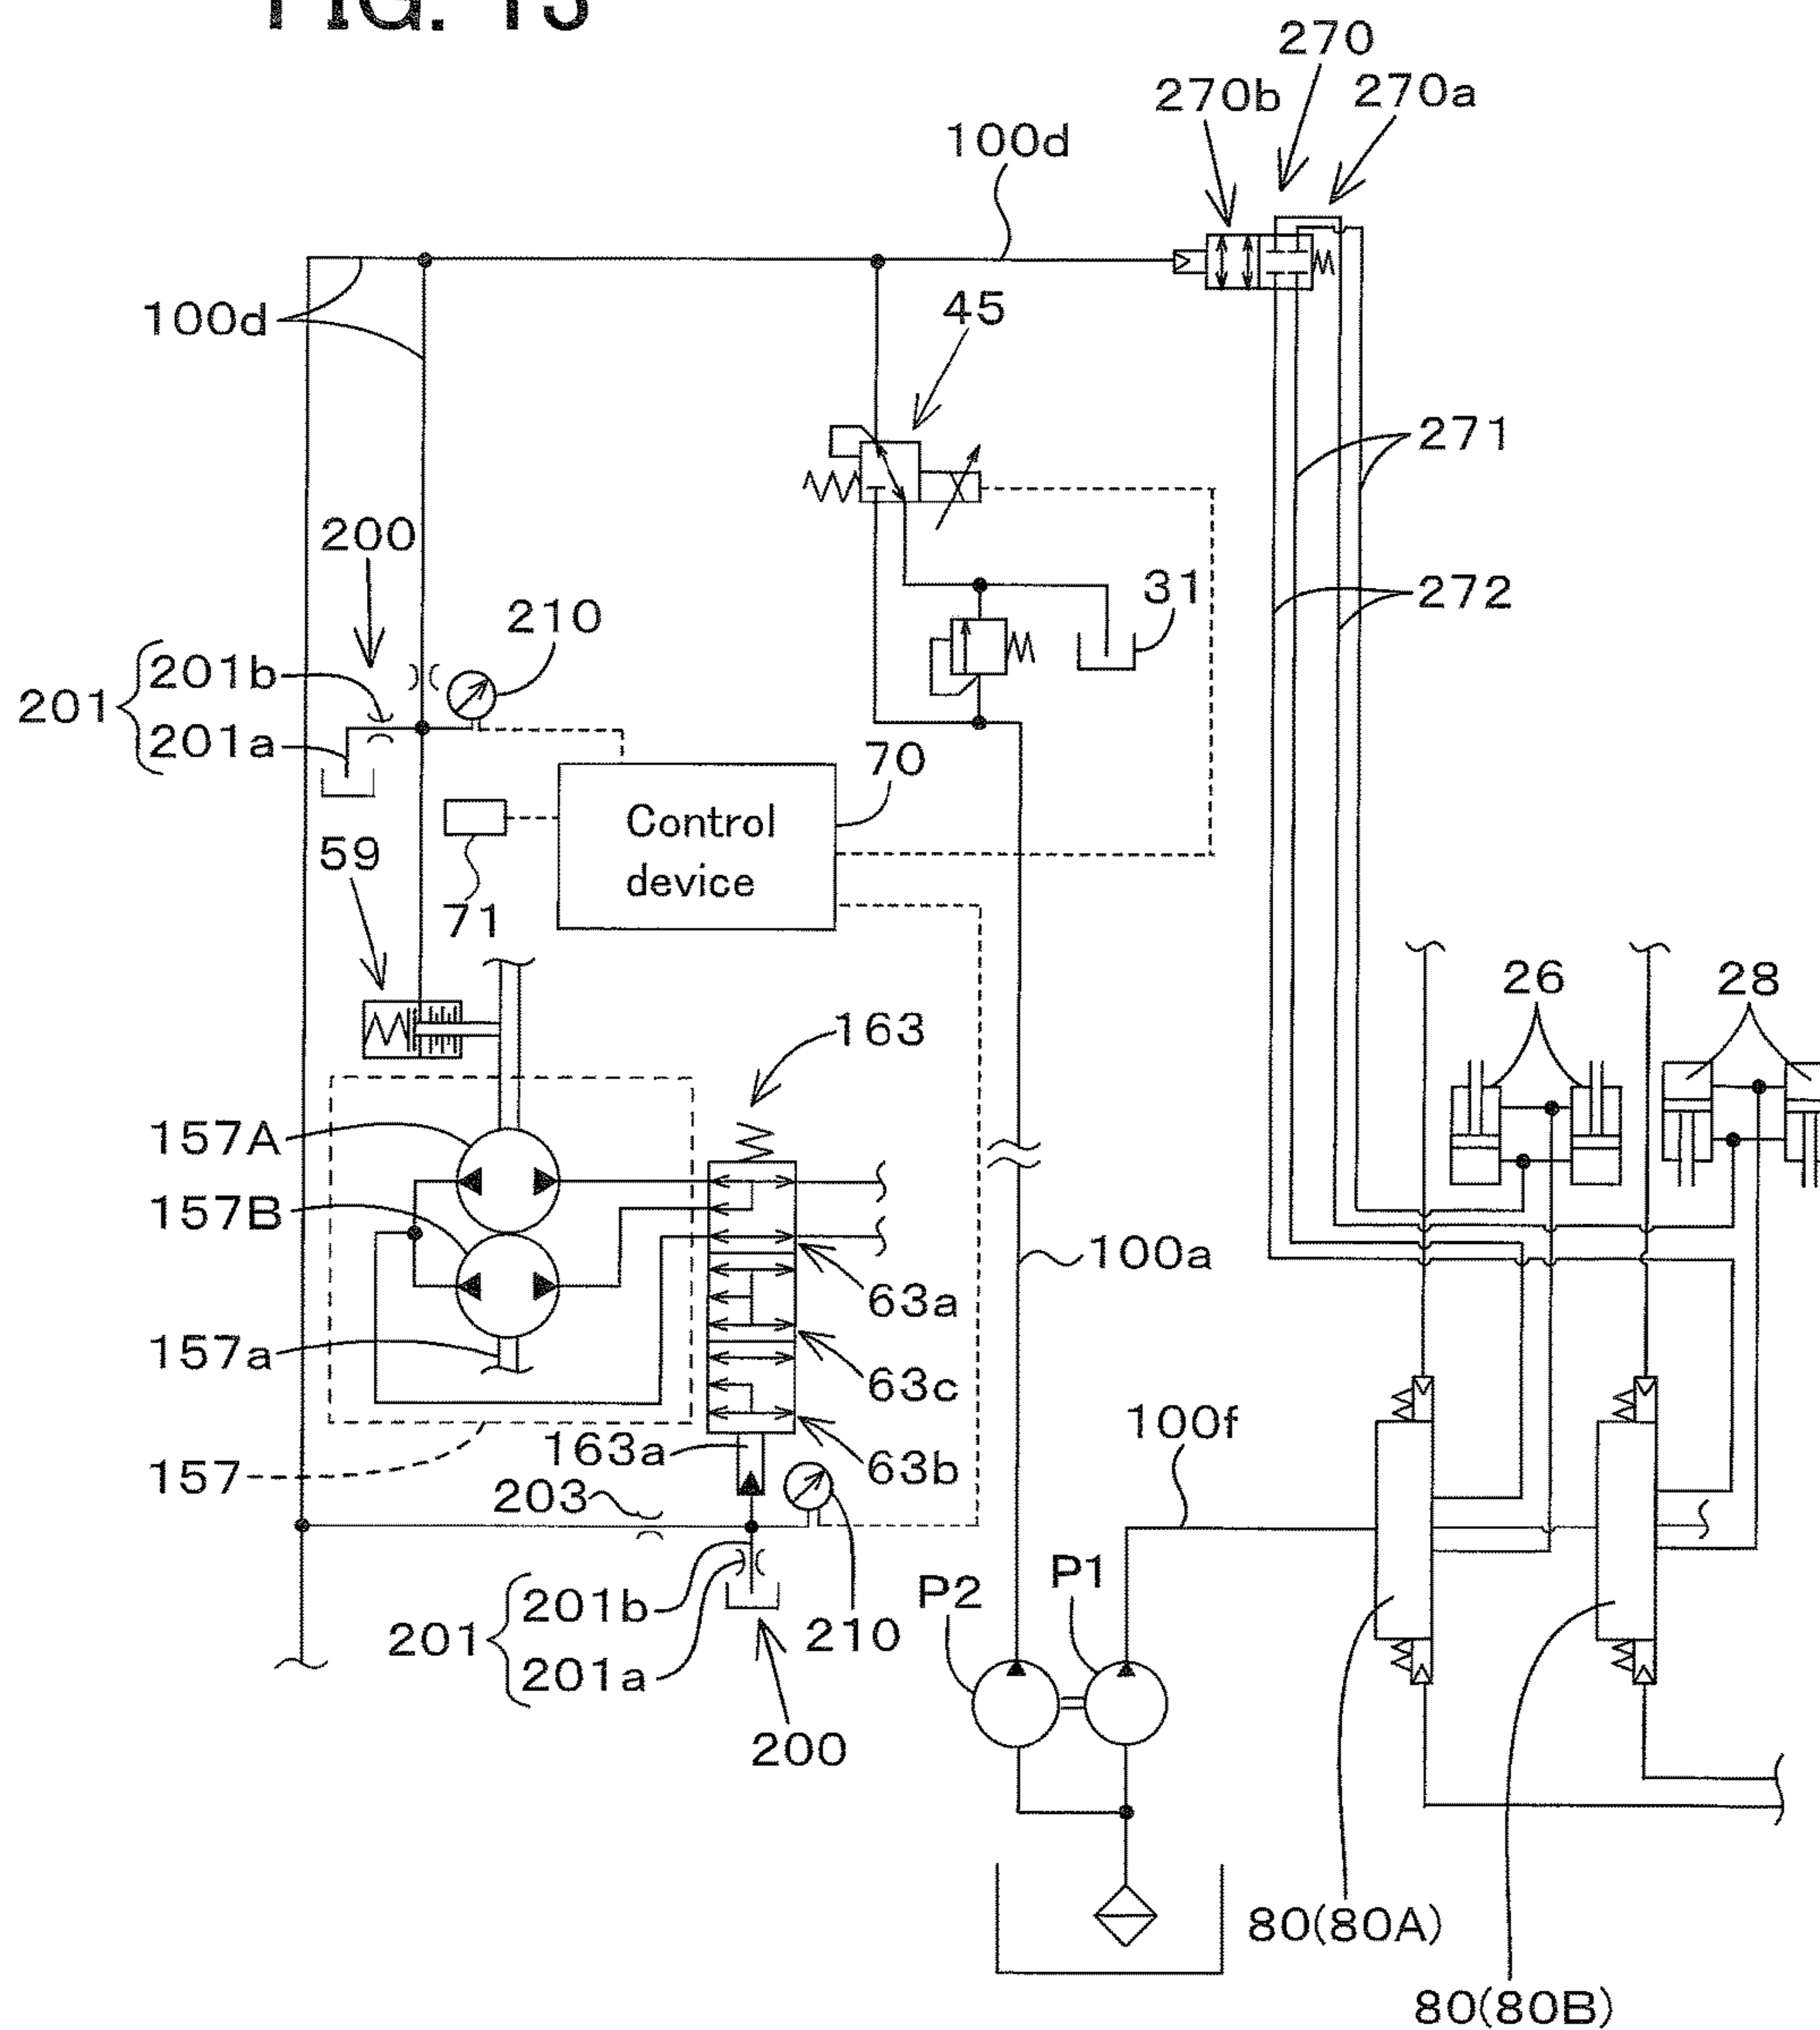 FIG. 13
270
270b
270a
100d
100d
45
271
200
31
210
272
201
201b
201a
70
Control
device
59
71
26
28
163
157A
157B
100a
63a
157a
63c
100f
163a
63b
157
203
P2
P1
201
201b
210
201a
200
80(80A)
80(80B)